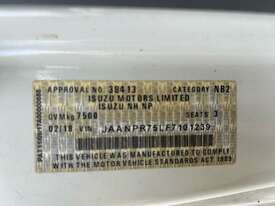 APPROVAL NO. 38413 CATEGORY NB2
ISUZU MOTORS LIMITED
ISUZU NH NP
GVM kg 7500 SEATS 3
02/18 VIN JAANPR75LF7101239
THIS VEHICLE WAS MANUFACTURED TO COMPLY WITH
THE MOTOR VEHICLE STANDARDS ACT 1989